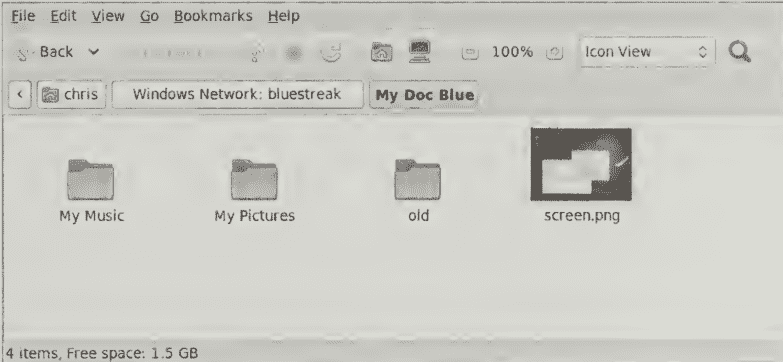 File Edit View Go Bookmarks Help
Back 100% Icon View
chris Windows Network: bluestreak My Doc Blue
My Music My Pictures old screen.png
4 items, Free space: 1.5 GB